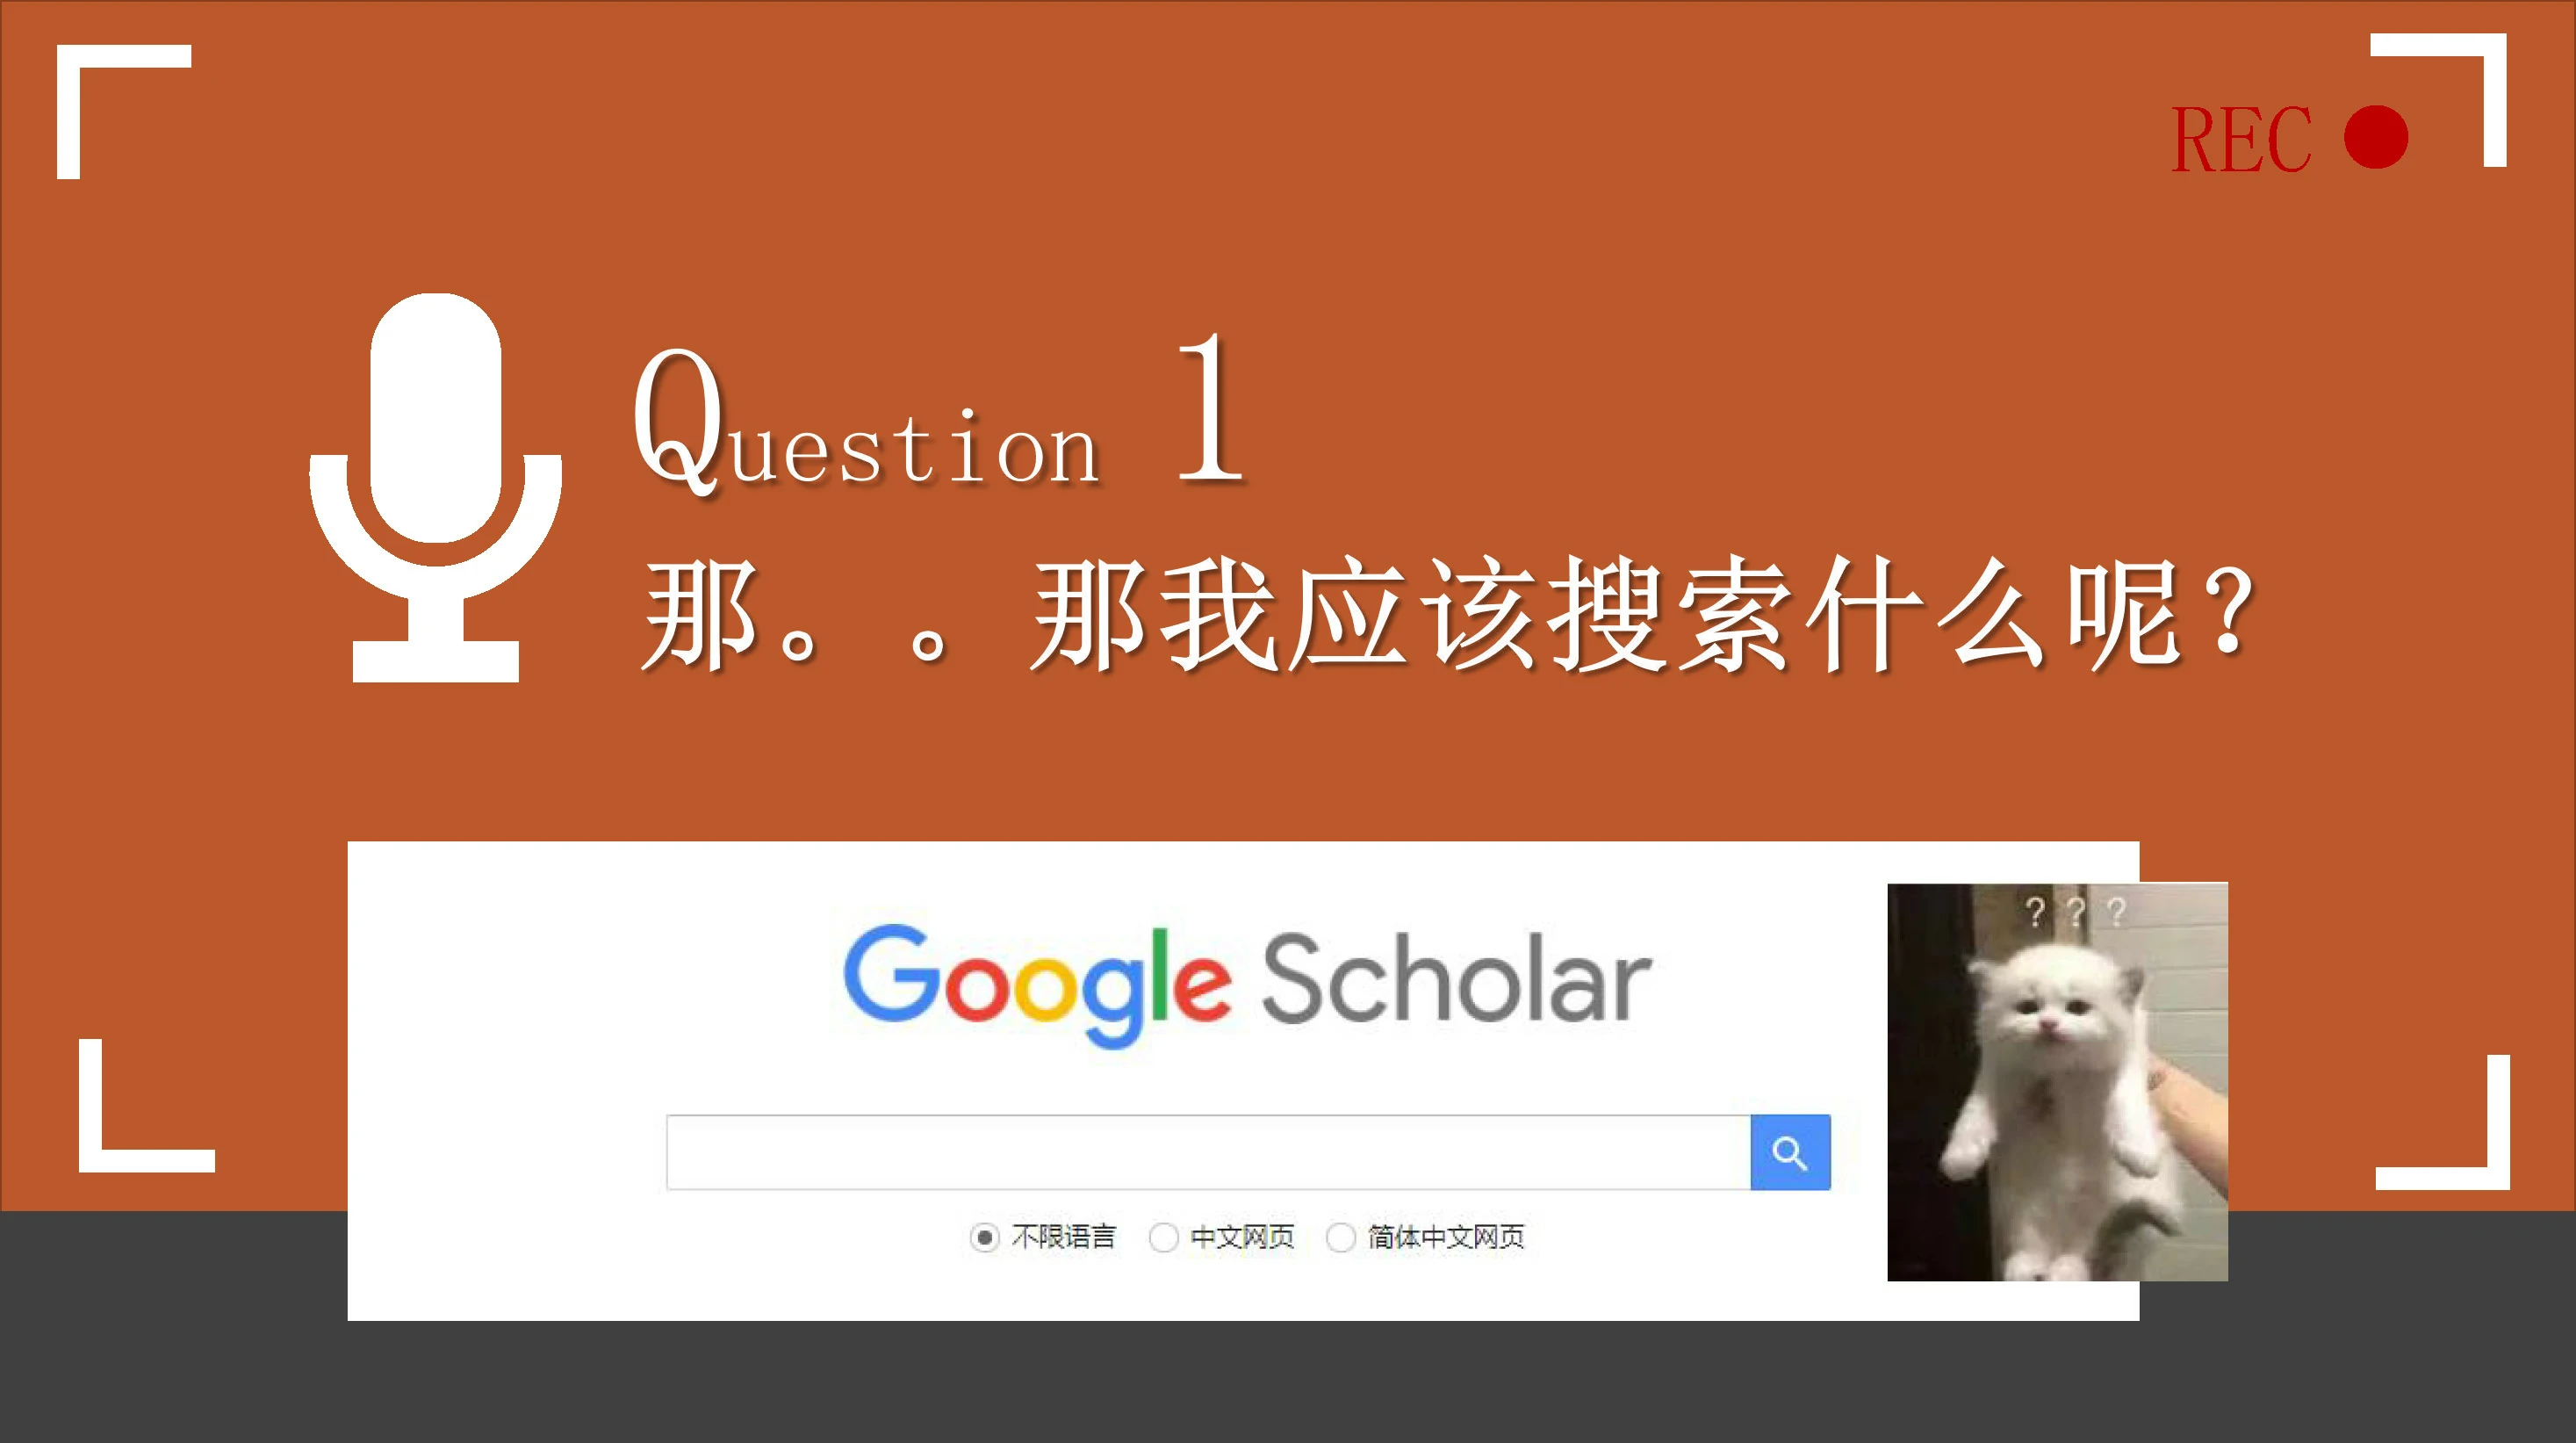 REC
Question 1
那。。那我应该搜索什么呢？
Google Scholar
？？？
不限语言 中文网页 简体中文网页